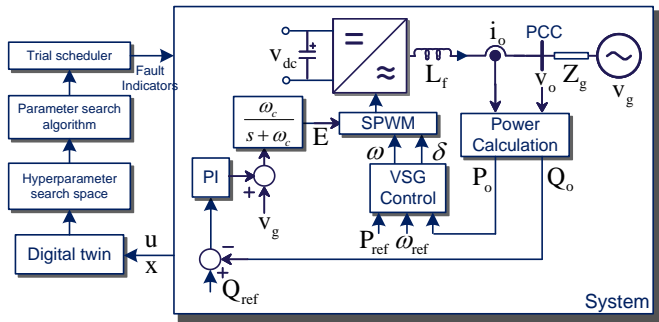 Trial scheduler
Fault
Indicators
Parameter search
algorithm
Hyperparameter
search space
Digital twin
u
x
v_dc
=
≈
L_f
i_o
PCC
v_o
Z_g
v_g
ω_c
s+ω_c
E
SPWM
Power
Calculation
ω
δ
PI
+
v_g
VSG
Control
P_o
Q_o
P_ref
ω_ref
−
+
Q_ref
System